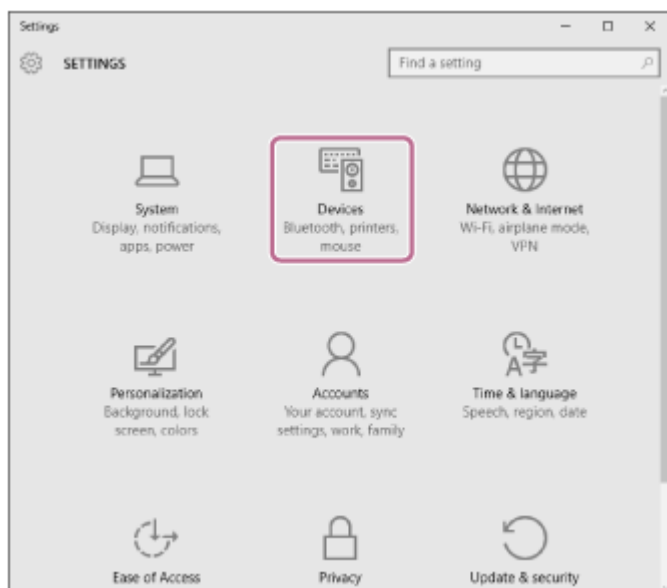 Settings
SETTINGS
Find a setting
System
Display, notifications,
apps, power
Devices
Bluetooth, printers,
mouse
Network & Internet
Wi-Fi, airplane mode,
VPN
Personalization
Background, lock
screen, colors
Accounts
Your account, sync
settings, work, family
A字
Time & language
Speech, region, date
Ease of Access
Privacy
Update & security